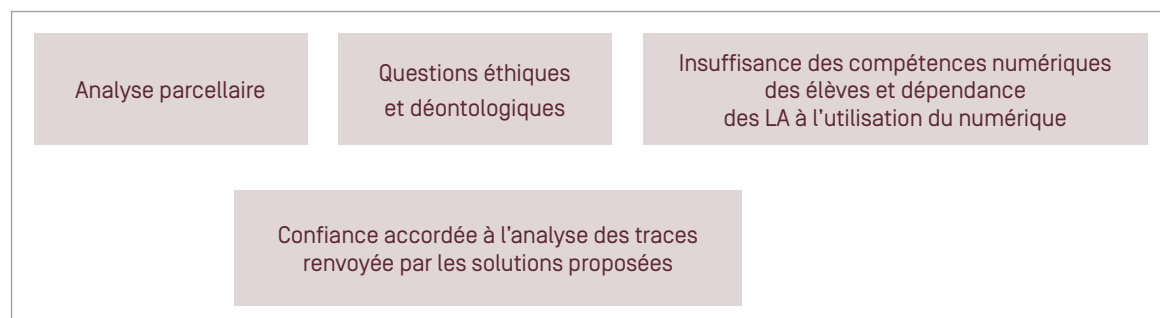 Analyse parcellaire
Questions éthiques
et déontologiques
Insuffisance des compétences numériques
des élèves et dépendance
des LA à l’utilisation du numérique
Confiance accordée à l’analyse des traces
renvoyée par les solutions proposées